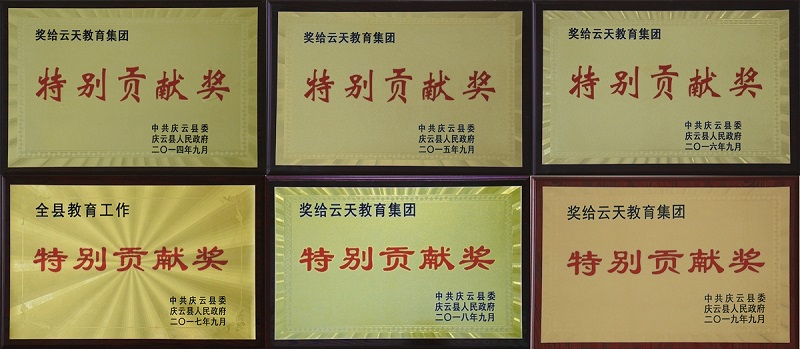 奖给云天教育集团
特别贡献奖
中共庆云县委
庆云县人民政府
二〇一四年九月
奖给云天教育集团
特别贡献奖
中共庆云县委
庆云县人民政府
二〇一五年九月
奖给云天教育集团
特别贡献奖
中共庆云县委
庆云县人民政府
二〇一六年九月
全县教育工作
特别贡献奖
中共庆云县委
庆云县人民政府
二〇一七年九月
奖给云天教育集团
特别贡献奖
中共庆云县委
庆云县人民政府
二〇一八年九月
奖给云天教育集团
特别贡献奖
中共庆云县委
庆云县人民政府
二〇一九年九月